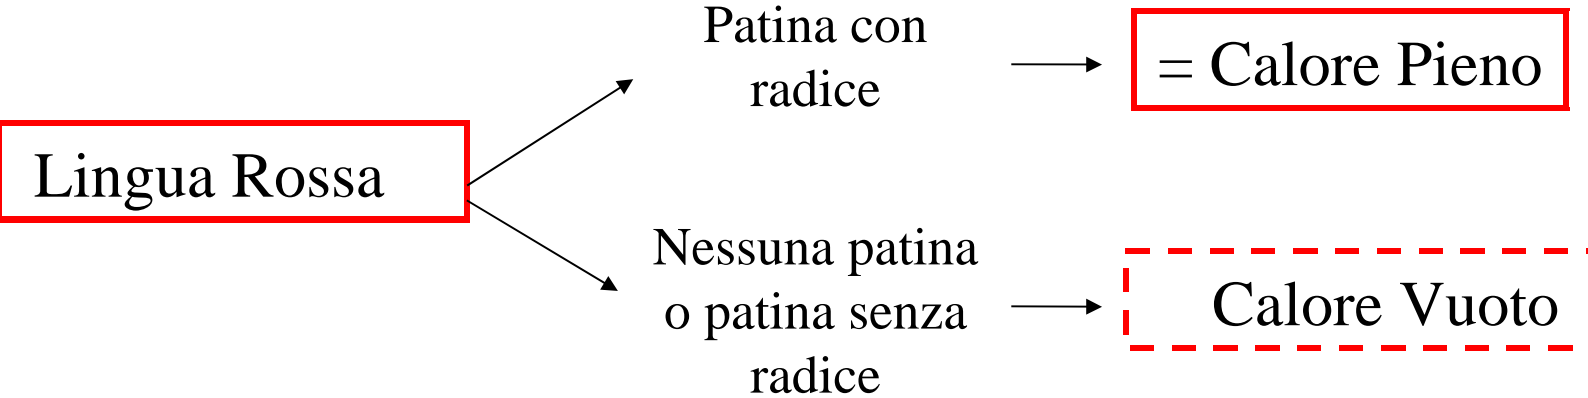 Patina con
radice
= Calore Pieno
Lingua Rossa
Nessuna patina
o patina senza
radice
Calore Vuoto